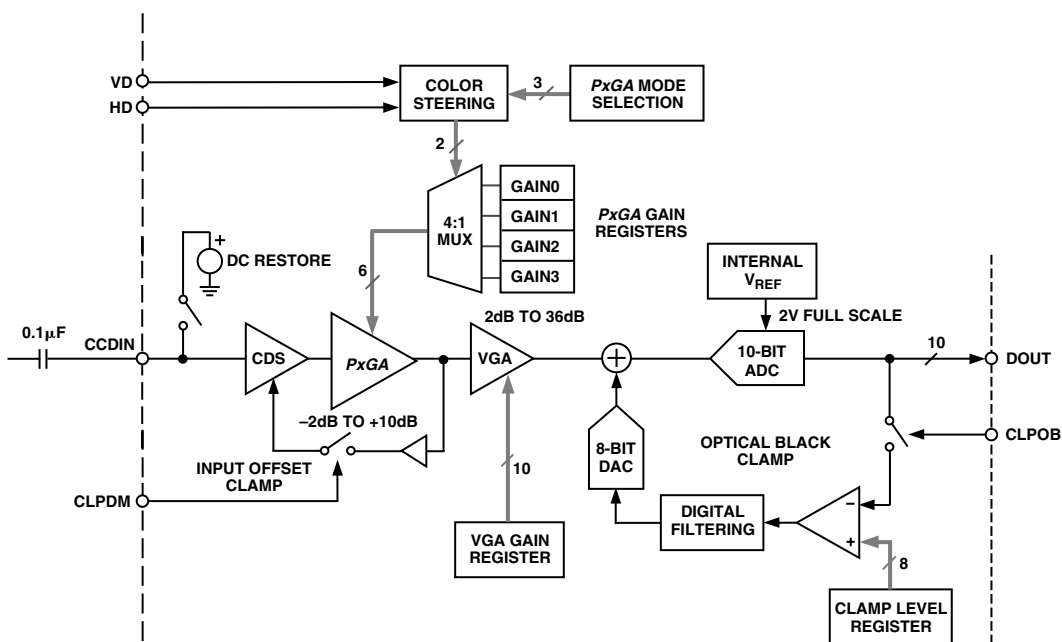 VD
HD
COLOR
STEERING
3
PxGA MODE
SELECTION
2
4:1
MUX
GAIN0
GAIN1
GAIN2
GAIN3
PxGA GAIN
REGISTERS
6
+
DC RESTORE
0.1μF
CCDIN
CDS
PxGA
2dB TO 36dB
VGA
INTERNAL
VREF
2V FULL SCALE
10-BIT
ADC
10
DOUT
–2dB TO +10dB
INPUT OFFSET
CLAMP
CLPDM
10
VGA GAIN
REGISTER
+
8-BIT
DAC
OPTICAL BLACK
CLAMP
CLPOB
DIGITAL
FILTERING
–
+
8
CLAMP LEVEL
REGISTER